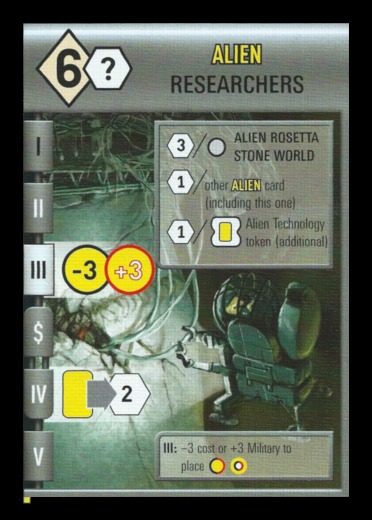 6 ?
ALIEN
RESEARCHERS
I
II
III
$
IV
V
3 / ALIEN ROSETTA
STONE WORLD
1 / other ALIEN card
(including this one)
1 / Alien Technology
token (additional)
-3 +3
2
III: −3 cost or +3 Military to
place